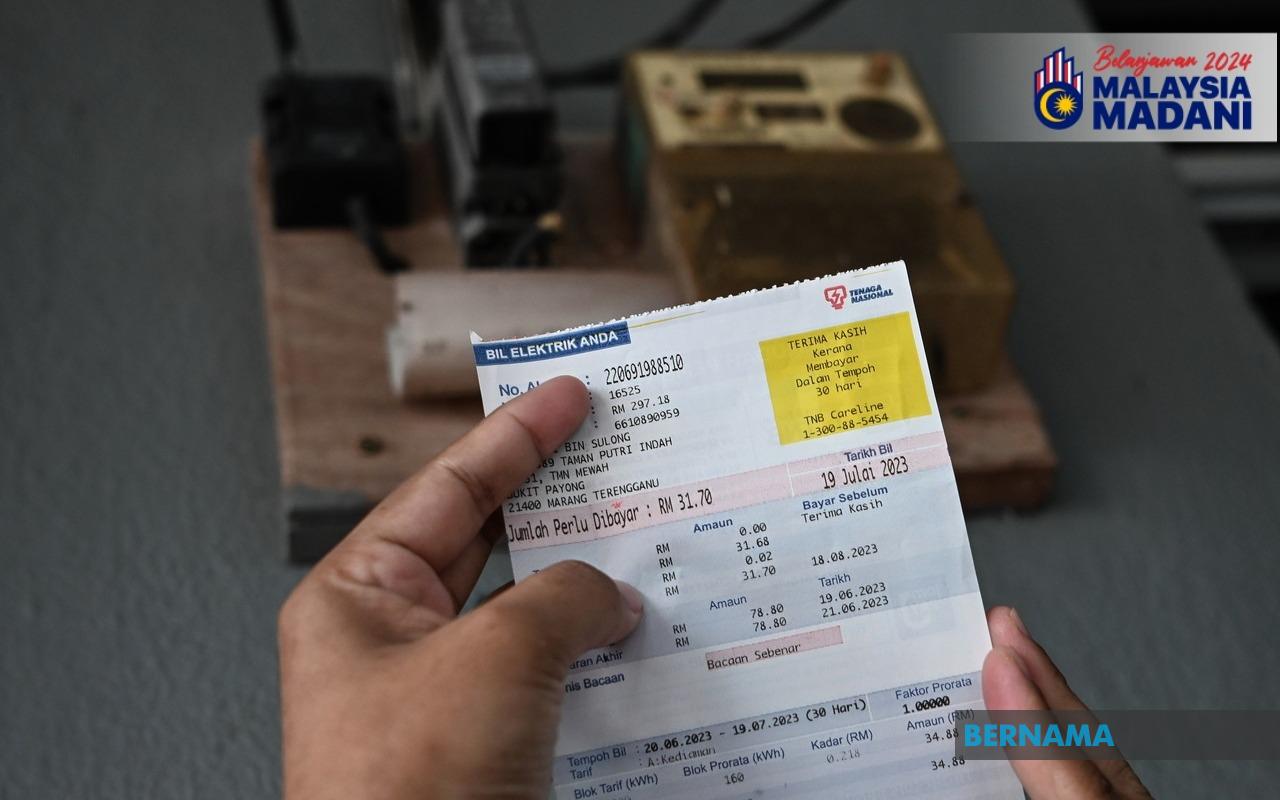 Belanjawan 2024
MALAYSIA
MADANI
TENAGA
NASIONAL
BIL ELEKTRIK ANDA
No. : 220691988510
: 16525
: RM 297.18
: 6610890959
TERIMA KASIH
Kerana
Membayar
Dalam Tempoh
30 hari
TNB Careline
1-300-88-5454
BIN SULONG
89 TAMAN PUTRI INDAH
TMN MEWAH
BUKIT PAYONG
21400 MARANG TERENGGANU
Tarikh Bil
Jumlah Perlu Dibayar : RM 31.70
19 Julai 2023
Amaun Bayar Sebelum
RM 0.00 Terima Kasih
RM 31.68
RM 0.02
RM 31.70 18.08.2023
Amaun Tarikh
RM 78.80 19.06.2023
RM 78.80 21.06.2023
Akhir
Bacaan Bacaan Sebenar
Tempoh Bil : 20.06.2023 - 19.07.2023 (30 Hari)
Faktor Prorata
1.00000
Tarif : A:Kediaman
Blok Tarif (kWh) Blok Prorata (kWh) Kadar (RM) Amaun (RM)
160 0.218 34.88
34.88
BERNAMA